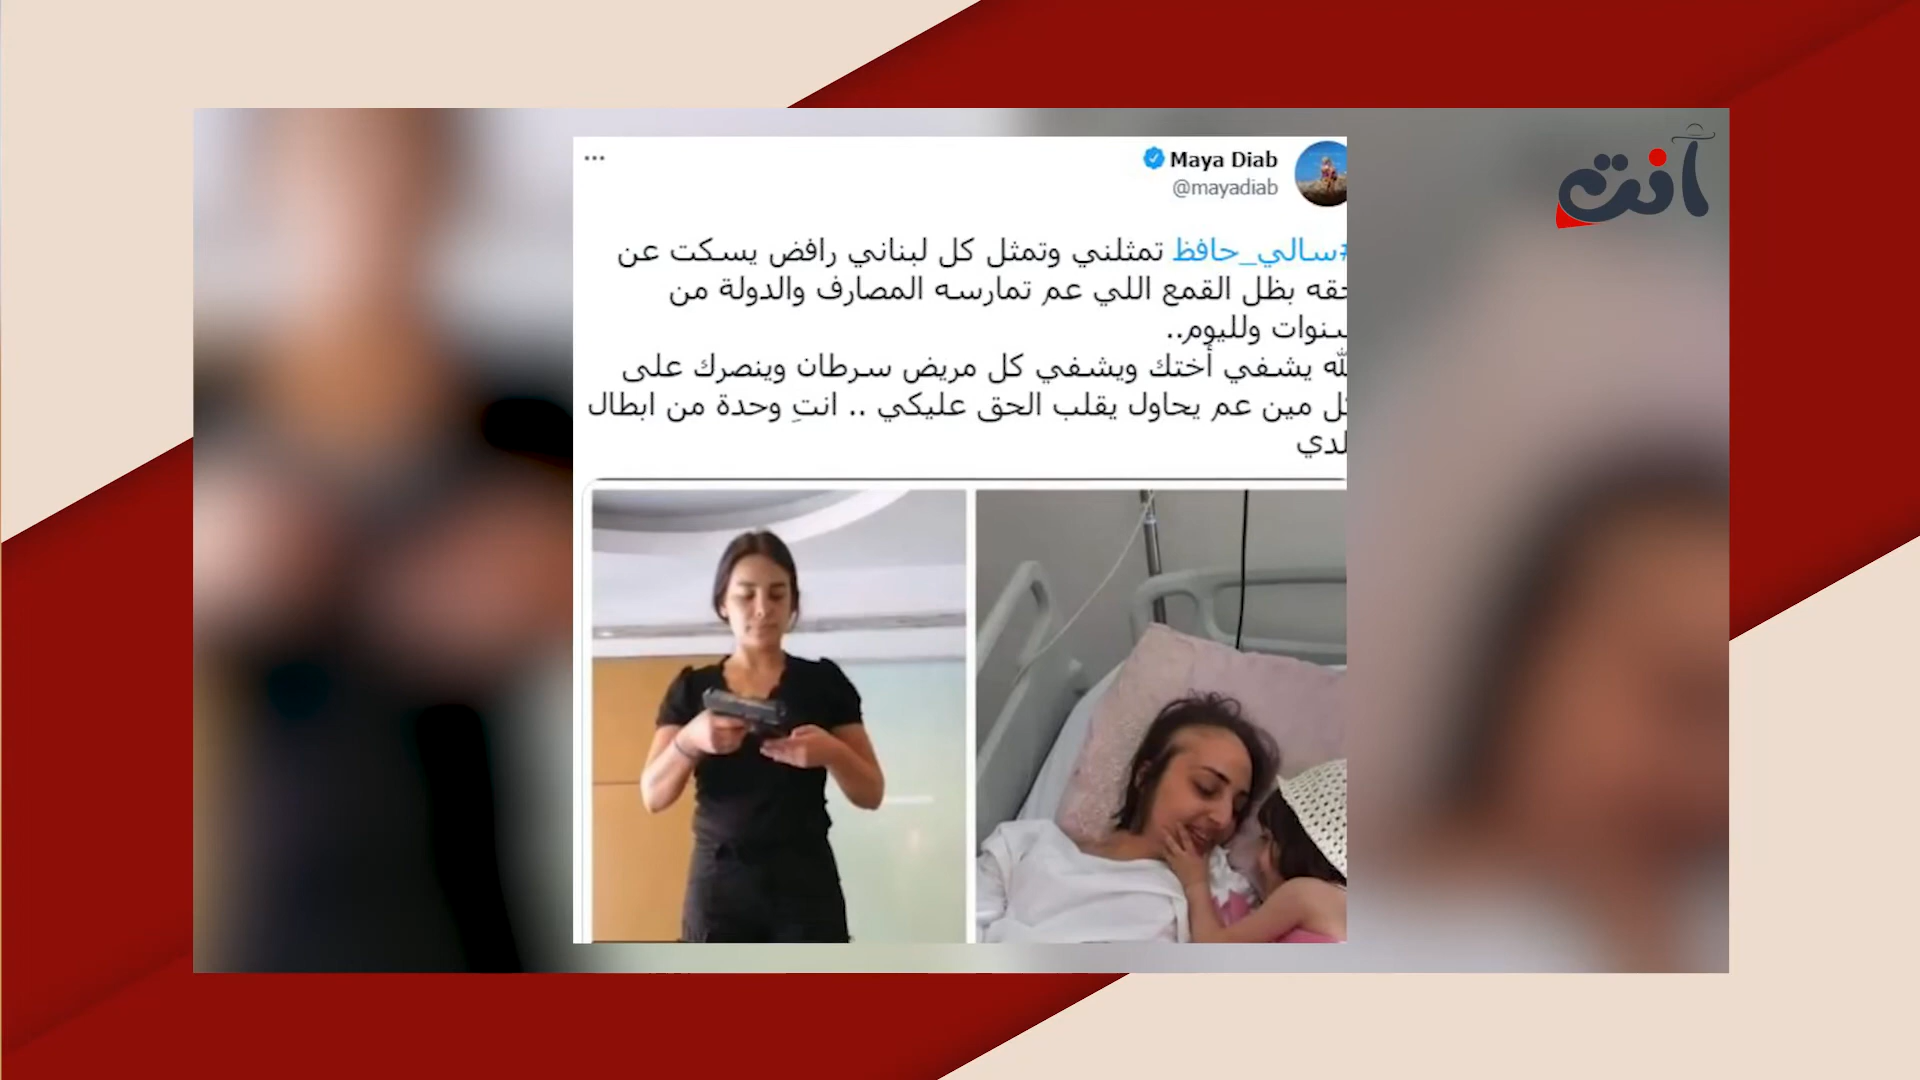 آنت
Maya Diab
@mayadiab
#سالي_حافظ تمثلني وتمثل كل لبناني رافض يسكت عن
حقه بظل القمع اللي عم تمارسه المصارف والدولة من
سنوات ولليوم..
الله يشفي أختك ويشفي كل مريض سرطان وينصرك على
كل مين عم يحاول يقلب الحق عليكي .. انتِ وحدة من ابطال
بلدي